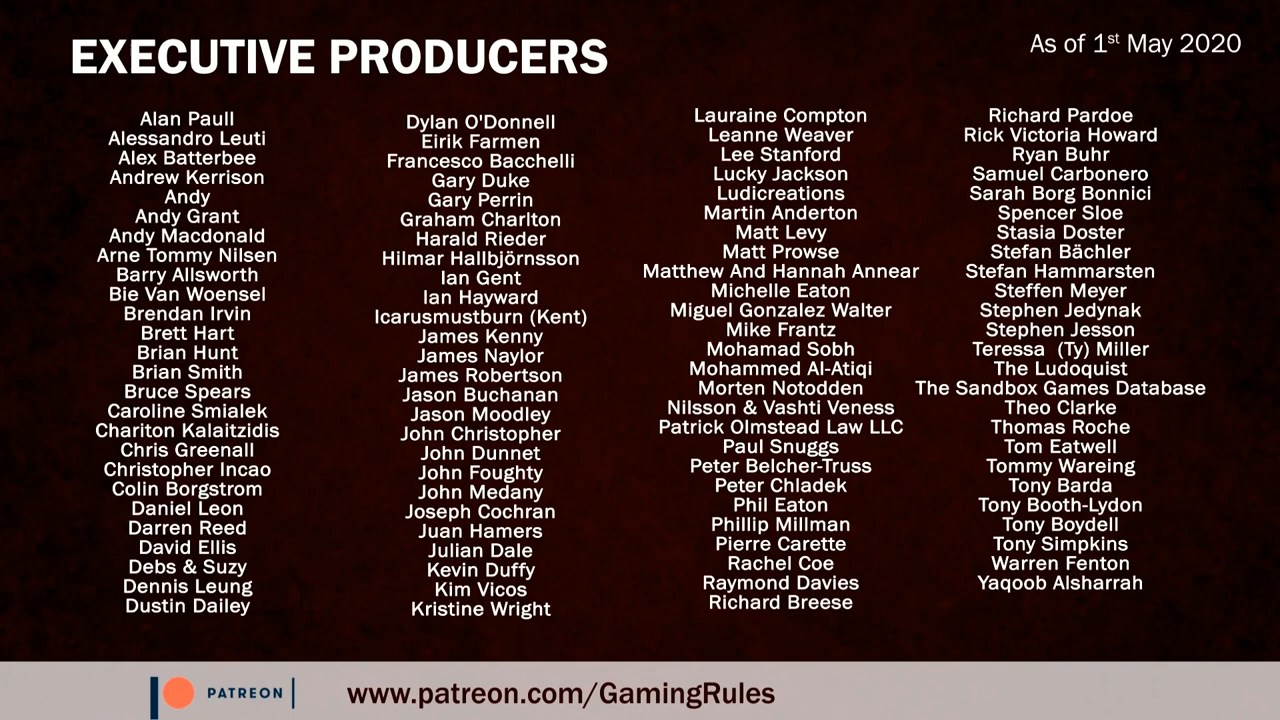 EXECUTIVE PRODUCERS
As of 1st May 2020
Alan Paull
Alessandro Leuti
Alex Batterbee
Andrew Kerrison
Andy
Andy Grant
Andy Macdonald
Arne Tommy Nilsen
Barry Allsworth
Bie Van Woensel
Brendan Irvin
Brett Hart
Brian Hunt
Brian Smith
Bruce Spears
Caroline Smialek
Chariton Kalaitzidis
Chris Greenall
Christopher Incao
Colin Borgstrom
Daniel Leon
Darren Reed
David Ellis
Debs & Suzy
Dennis Leung
Dustin Dailey
Dylan O'Donnell
Eirik Farmen
Francesco Bacchelli
Gary Duke
Gary Perrin
Graham Charlton
Harald Rieder
Hilmar Hallbjörnsson
Ian Gent
Ian Hayward
Icarusmustburn (Kent)
James Kenny
James Naylor
James Robertson
Jason Buchanan
Jason Moodley
John Christopher
John Dunnet
John Foughty
John Medany
Joseph Cochran
Juan Hamers
Julian Dale
Kevin Duffy
Kim Vicos
Kristine Wright
Lauraine Compton
Leanne Weaver
Lee Stanford
Lucky Jackson
Ludicreations
Martin Anderton
Matt Levy
Matt Prowse
Matthew And Hannah Annear
Michelle Eaton
Miguel Gonzalez Walter
Mike Frantz
Mohamad Sobh
Mohammed Al-Atiqi
Morten Notodden
Nilsson & Vashti Veness
Patrick Olmstead Law LLC
Paul Snuggs
Peter Belcher-Truss
Peter Chladek
Phil Eaton
Phillip Millman
Pierre Carette
Rachel Coe
Raymond Davies
Richard Breese
Richard Pardoe
Rick Victoria Howard
Ryan Buhr
Samuel Carbonero
Sarah Borg Bonnici
Spencer Sloe
Stasia Doster
Stefan Bächler
Stefan Hammarsten
Steffen Meyer
Stephen Jedynak
Stephen Jesson
Teressa (Ty) Miller
The Ludoquist
The Sandbox Games Database
Theo Clarke
Thomas Roche
Tom Eatwell
Tommy Wareing
Tony Barda
Tony Booth-Lydon
Tony Boydell
Tony Simpkins
Warren Fenton
Yaqoob Alsharrah
PATREON
www.patreon.com/GamingRules